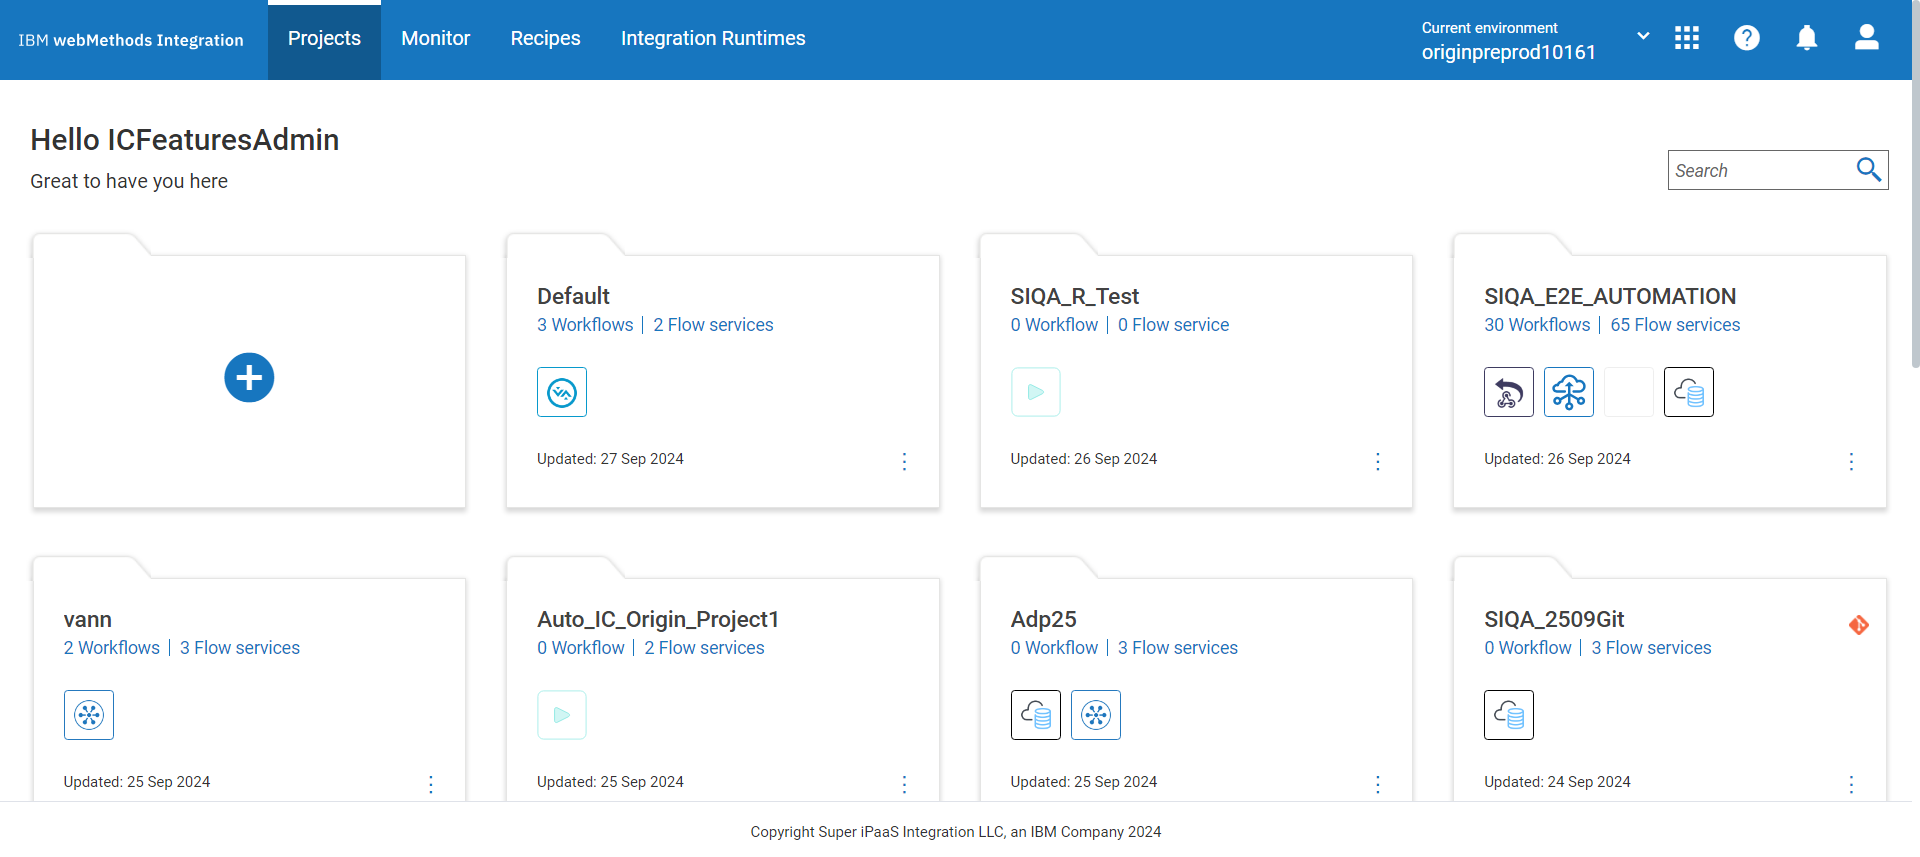 IBM webMethods Integration
Projects
Monitor
Recipes
Integration Runtimes
Current environment
originpreprod10161
Hello ICFeaturesAdmin
Great to have you here
Search
Default
3 Workflows | 2 Flow services
Updated: 27 Sep 2024
SIQA_R_Test
0 Workflow | 0 Flow service
Updated: 26 Sep 2024
SIQA_E2E_AUTOMATION
30 Workflows | 65 Flow services
Updated: 26 Sep 2024
vann
2 Workflows | 3 Flow services
Updated: 25 Sep 2024
Auto_IC_Origin_Project1
0 Workflow | 2 Flow services
Updated: 25 Sep 2024
Adp25
0 Workflow | 3 Flow services
Updated: 25 Sep 2024
SIQA_2509Git
0 Workflow | 3 Flow services
Updated: 24 Sep 2024
Copyright Super iPaaS Integration LLC, an IBM Company 2024